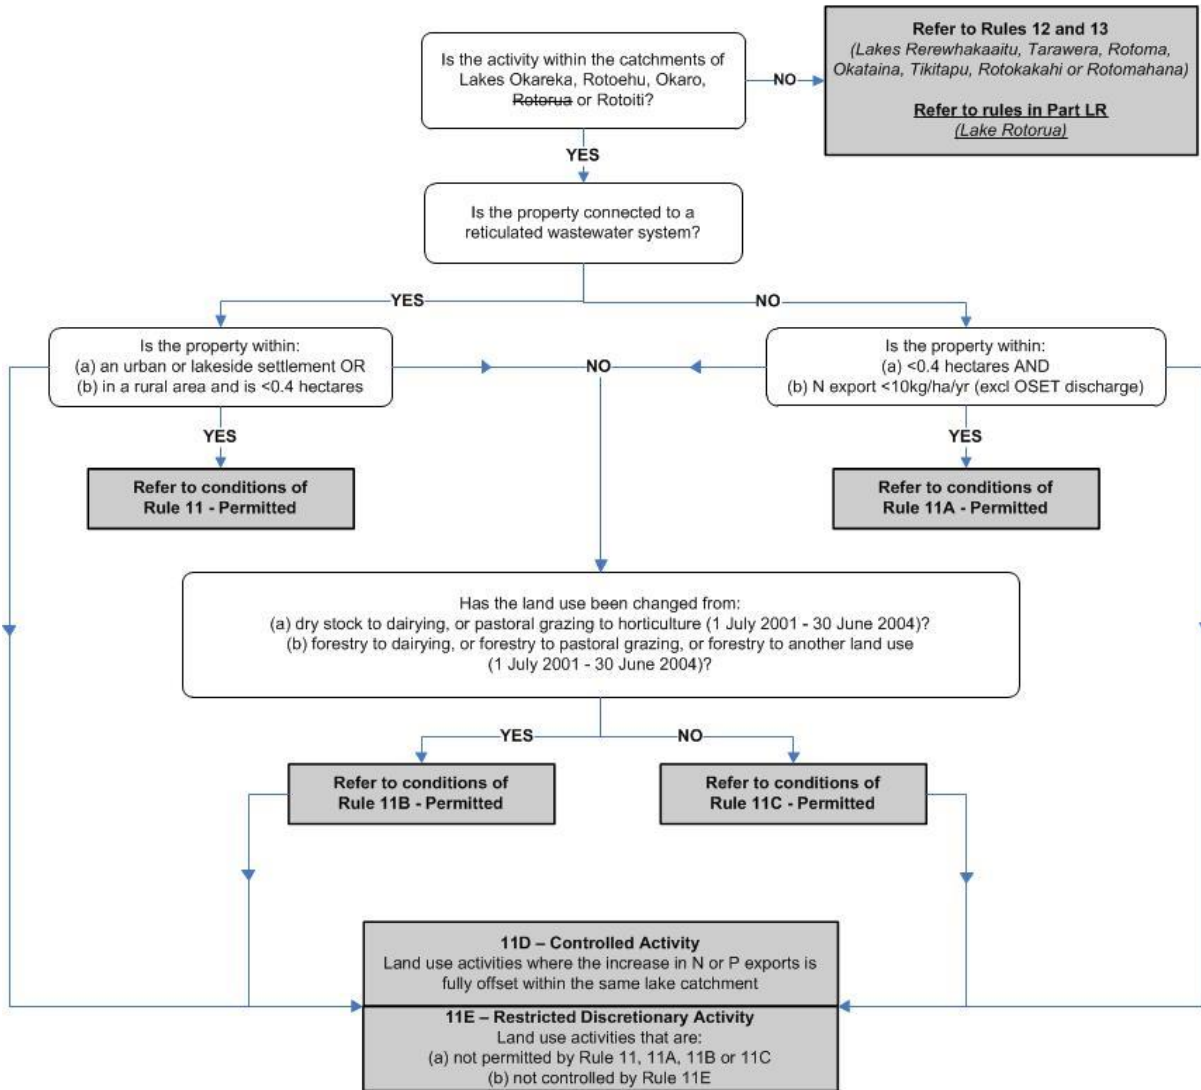 Is the activity within the catchments of
Lakes Okareka, Rotoehu, Okaro,
Rotorua or Rotoiti?
NO
Refer to Rules 12 and 13
(Lakes Rerewhakaaitu, Tarawera, Rotoma,
Okataina, Tikitapu, Rotokakahi or Rotomahana)
Refer to rules in Part LR
(Lake Rotorua)
YES
Is the property connected to a
reticulated wastewater system?
YES
NO
Is the property within:
(a) an urban or lakeside settlement OR
(b) in a rural area and is <0.4 hectares
NO
Is the property within:
(a) <0.4 hectares AND
(b) N export <10kg/ha/yr (excl OSET discharge)
YES
YES
Refer to conditions of
Rule 11 - Permitted
Refer to conditions of
Rule 11A - Permitted
Has the land use been changed from:
(a) dry stock to dairying, or pastoral grazing to horticulture (1 July 2001 - 30 June 2004)?
(b) forestry to dairying, or forestry to pastoral grazing, or forestry to another land use
(1 July 2001 - 30 June 2004)?
YES
NO
Refer to conditions of
Rule 11B - Permitted
Refer to conditions of
Rule 11C - Permitted
11D – Controlled Activity
Land use activities where the increase in N or P exports is
fully offset within the same lake catchment
11E – Restricted Discretionary Activity
Land use activities that are:
(a) not permitted by Rule 11, 11A, 11B or 11C
(b) not controlled by Rule 11E